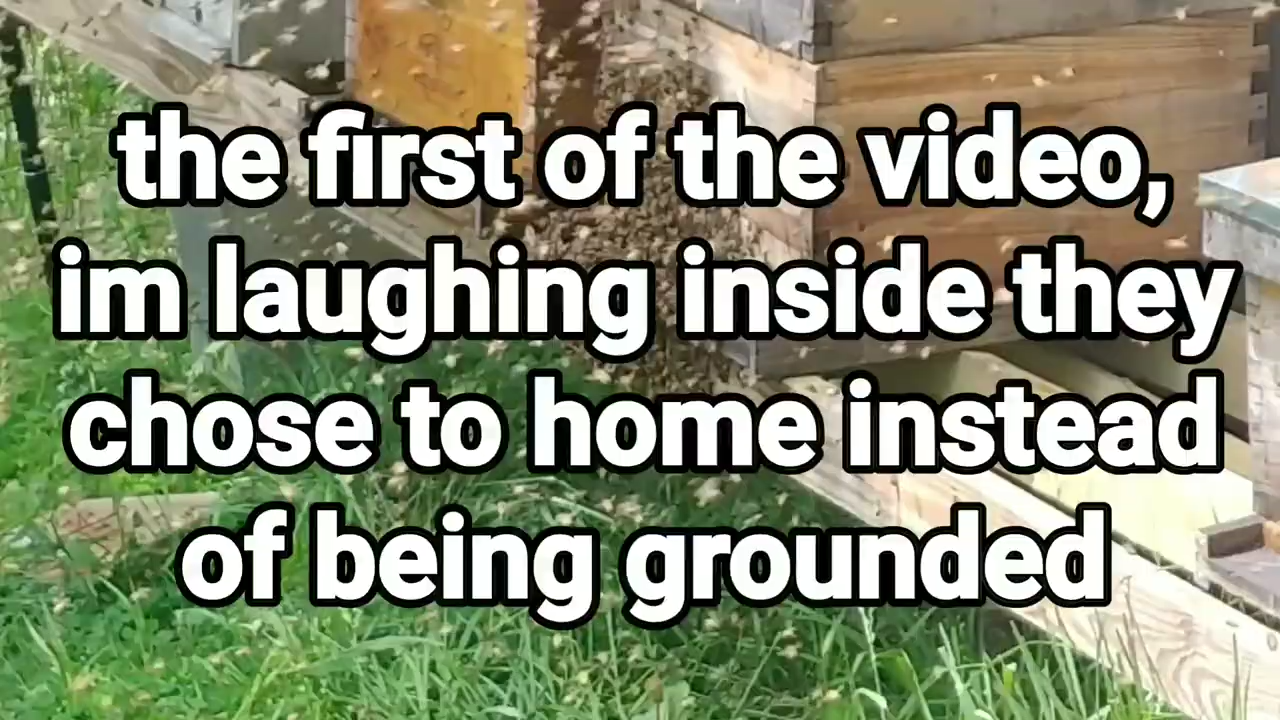 the first of the video,
im laughing inside they
chose to home instead
of being grounded